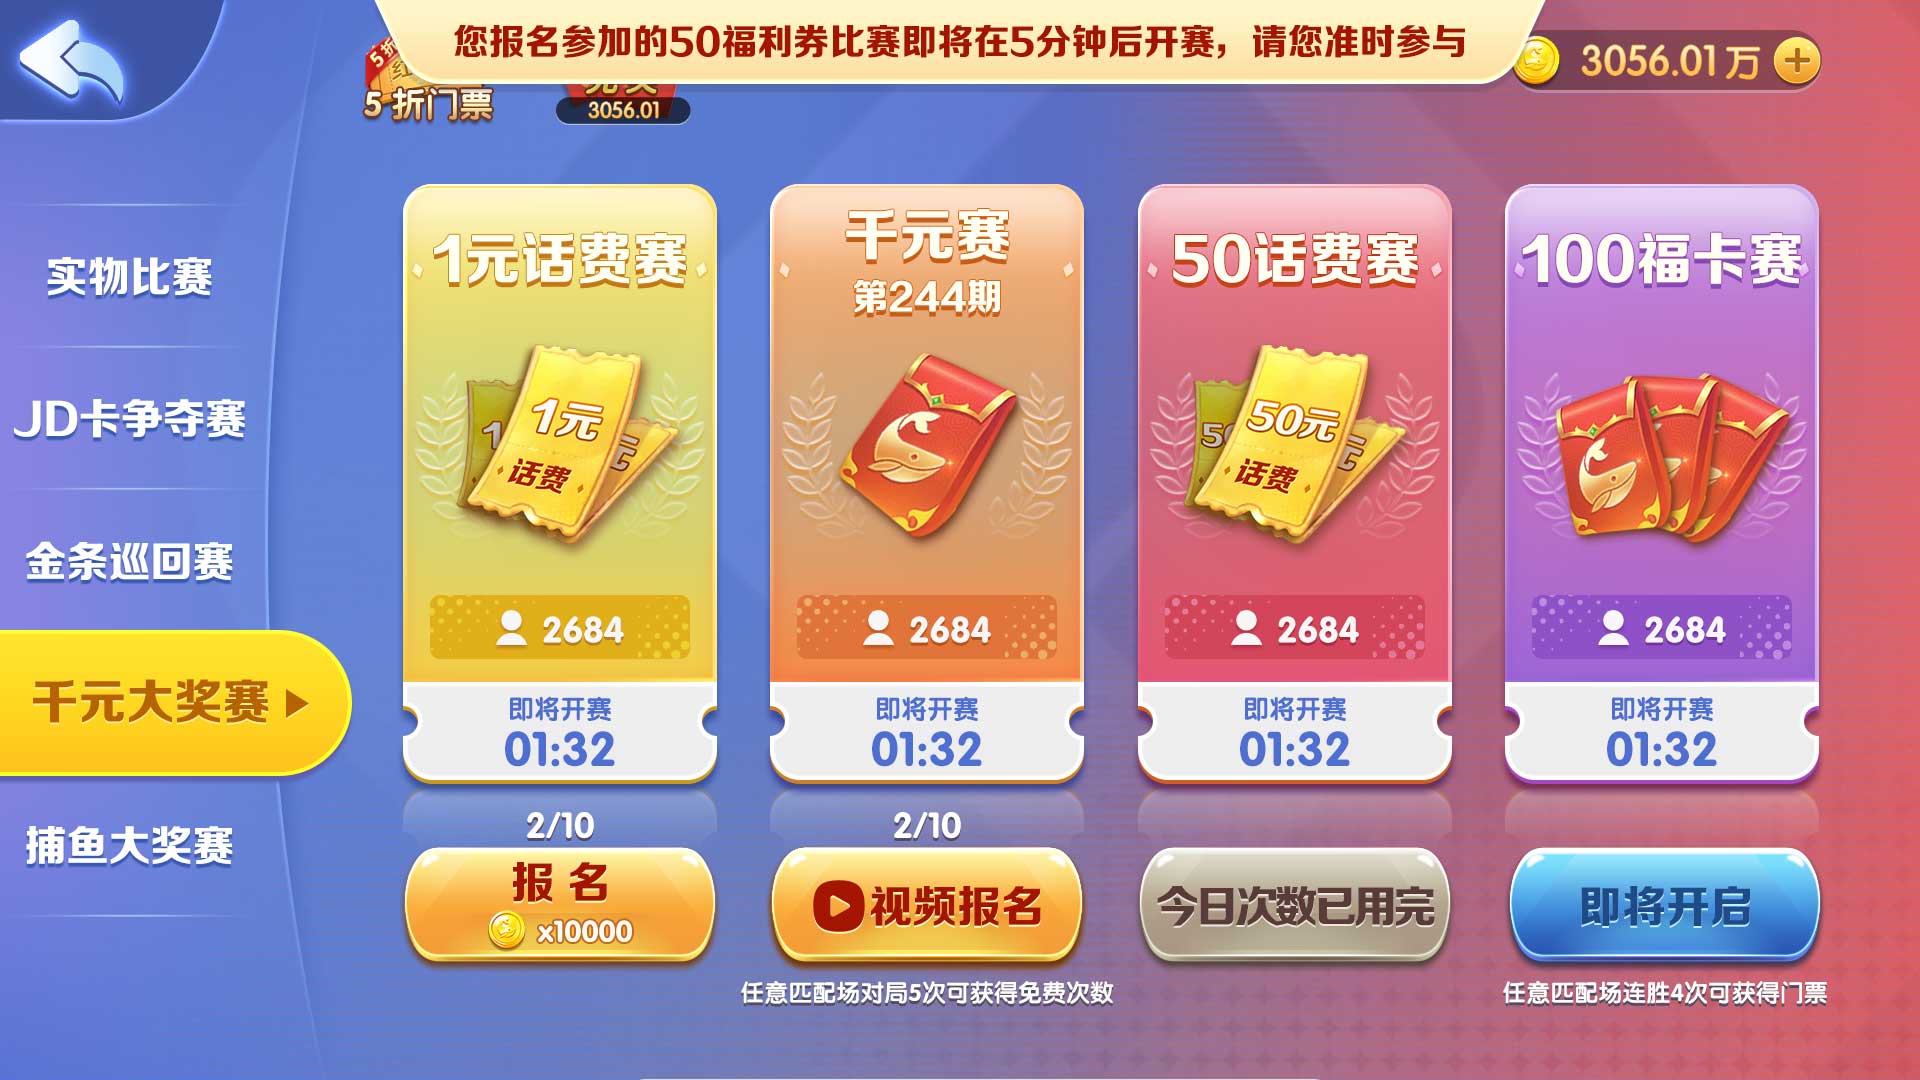 您报名参加的50福利券比赛即将在5分钟后开赛，请您准时参与
3056.01万
5折门票
3056.01
实物比赛
JD卡争夺赛
金条巡回赛
千元大奖赛
捕鱼大奖赛
1元话费赛
1元
话费
2684
即将开赛
01:32
2/10
报名
x10000
千元赛
第244期
2684
即将开赛
01:32
2/10
视频报名
任意匹配场对局5次可获得免费次数
50话费赛
50元
话费
2684
即将开赛
01:32
今日次数已用完
100福卡赛
2684
即将开赛
01:32
即将开启
任意匹配场连胜4次可获得门票